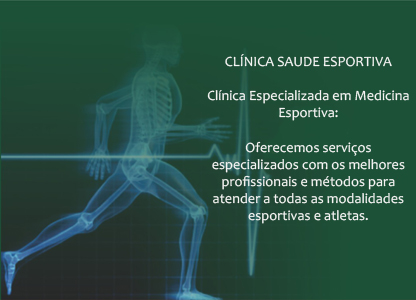 CLÍNICA SAUDE ESPORTIVA
Clínica Especializada em Medicina
Esportiva:
Oferecemos serviços
especializados com os melhores
profissionais e métodos para
atender a todas as modalidades
esportivas e atletas.